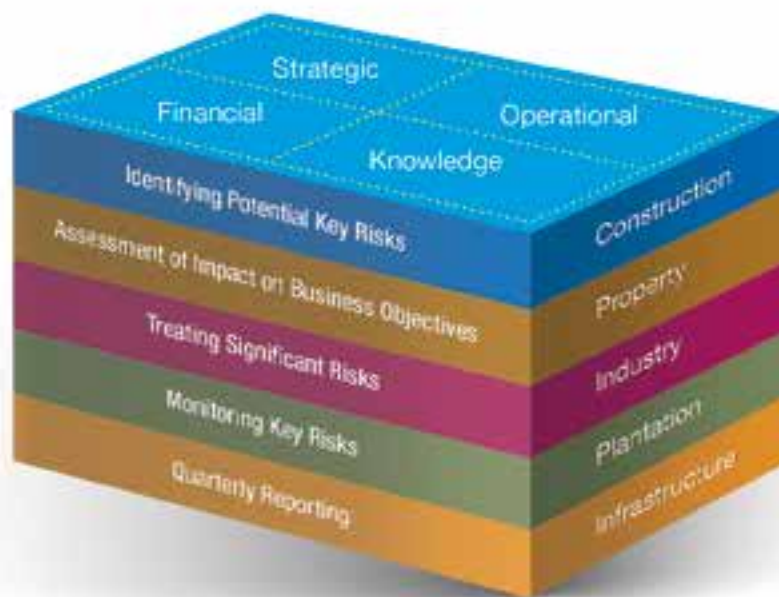 Strategic
Financial
Operational
Knowledge
Identifying Potential Key Risks
Assessment of Impact on Business Objectives
Treating Significant Risks
Monitoring Key Risks
Quarterly Reporting
Construction
Property
Industry
Plantation
Infrastructure